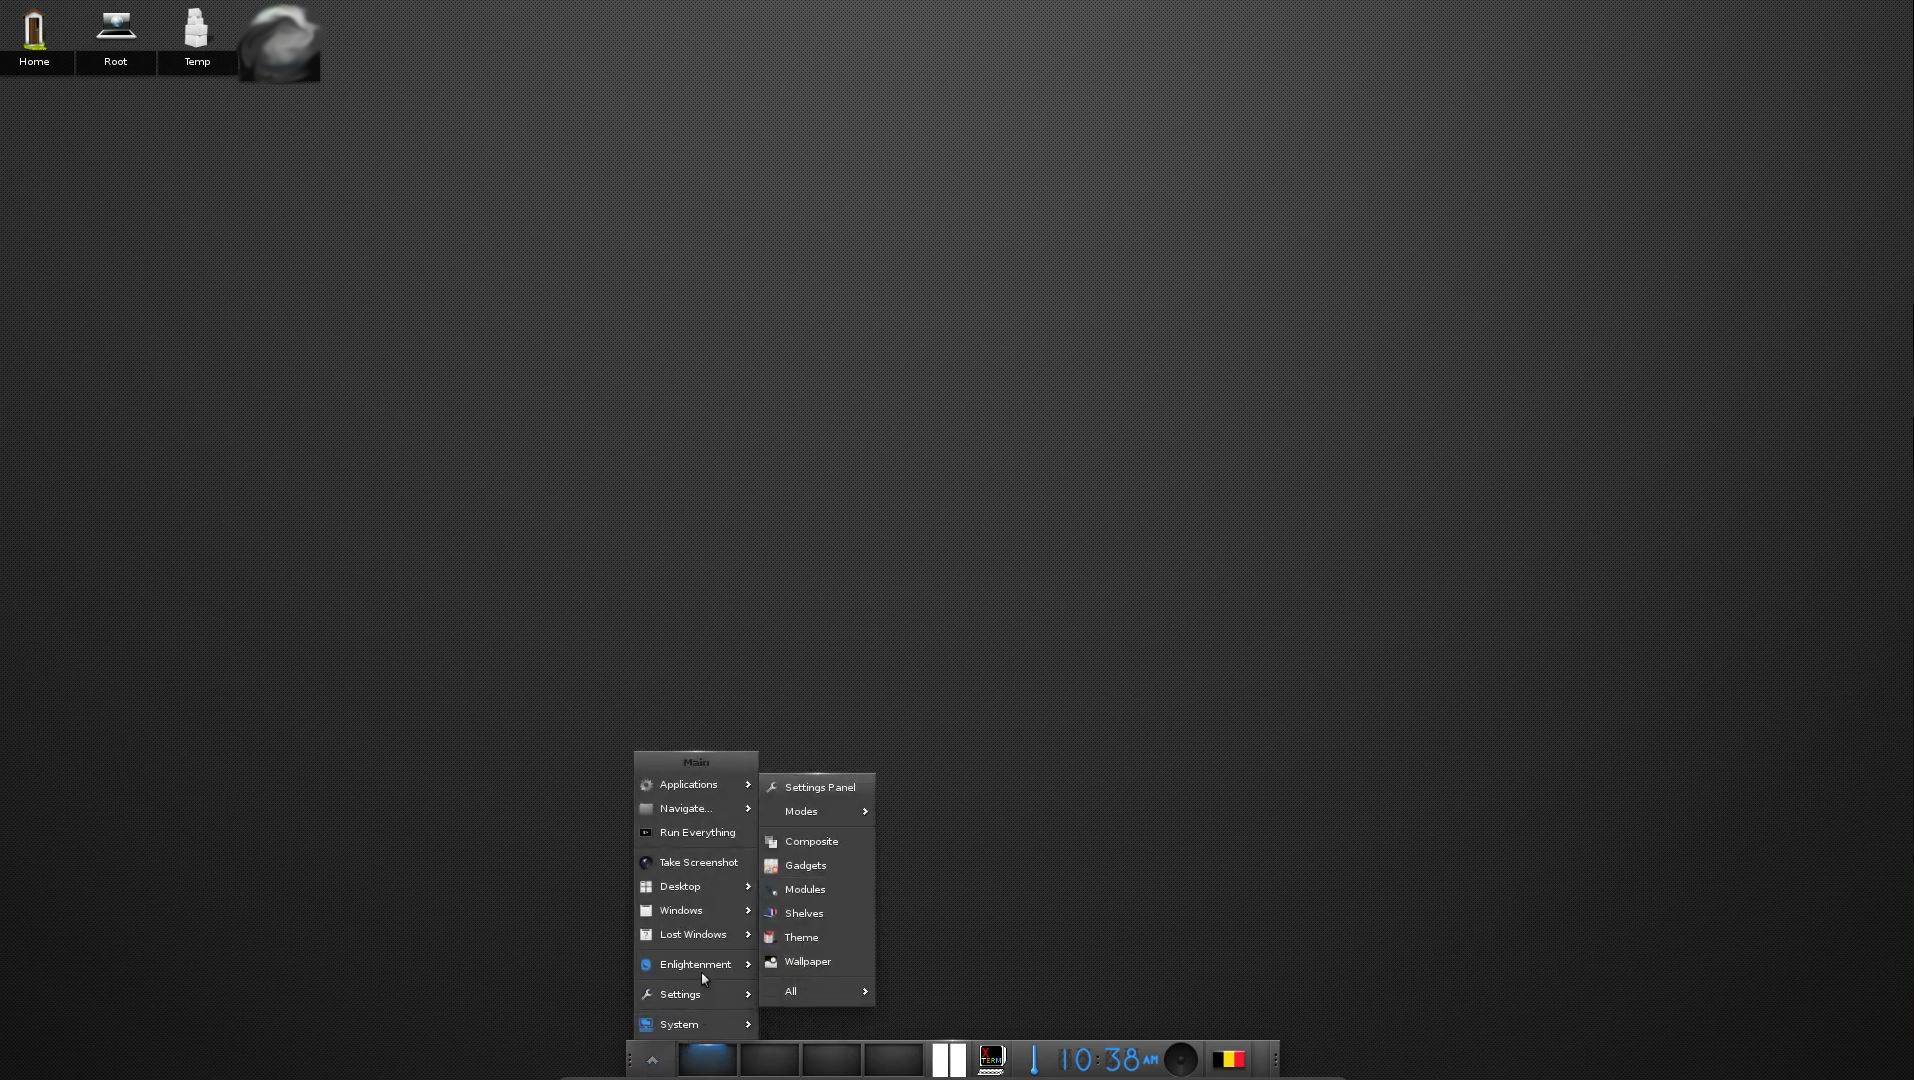 Home
Root
Temp
Main
Applications
Navigate...
Run Everything
Take Screenshot
Desktop
Windows
Lost Windows
Enlightenment
Settings
System
Settings Panel
Modes
Composite
Gadgets
Modules
Shelves
Theme
Wallpaper
All
X
TERM
10:38 AM